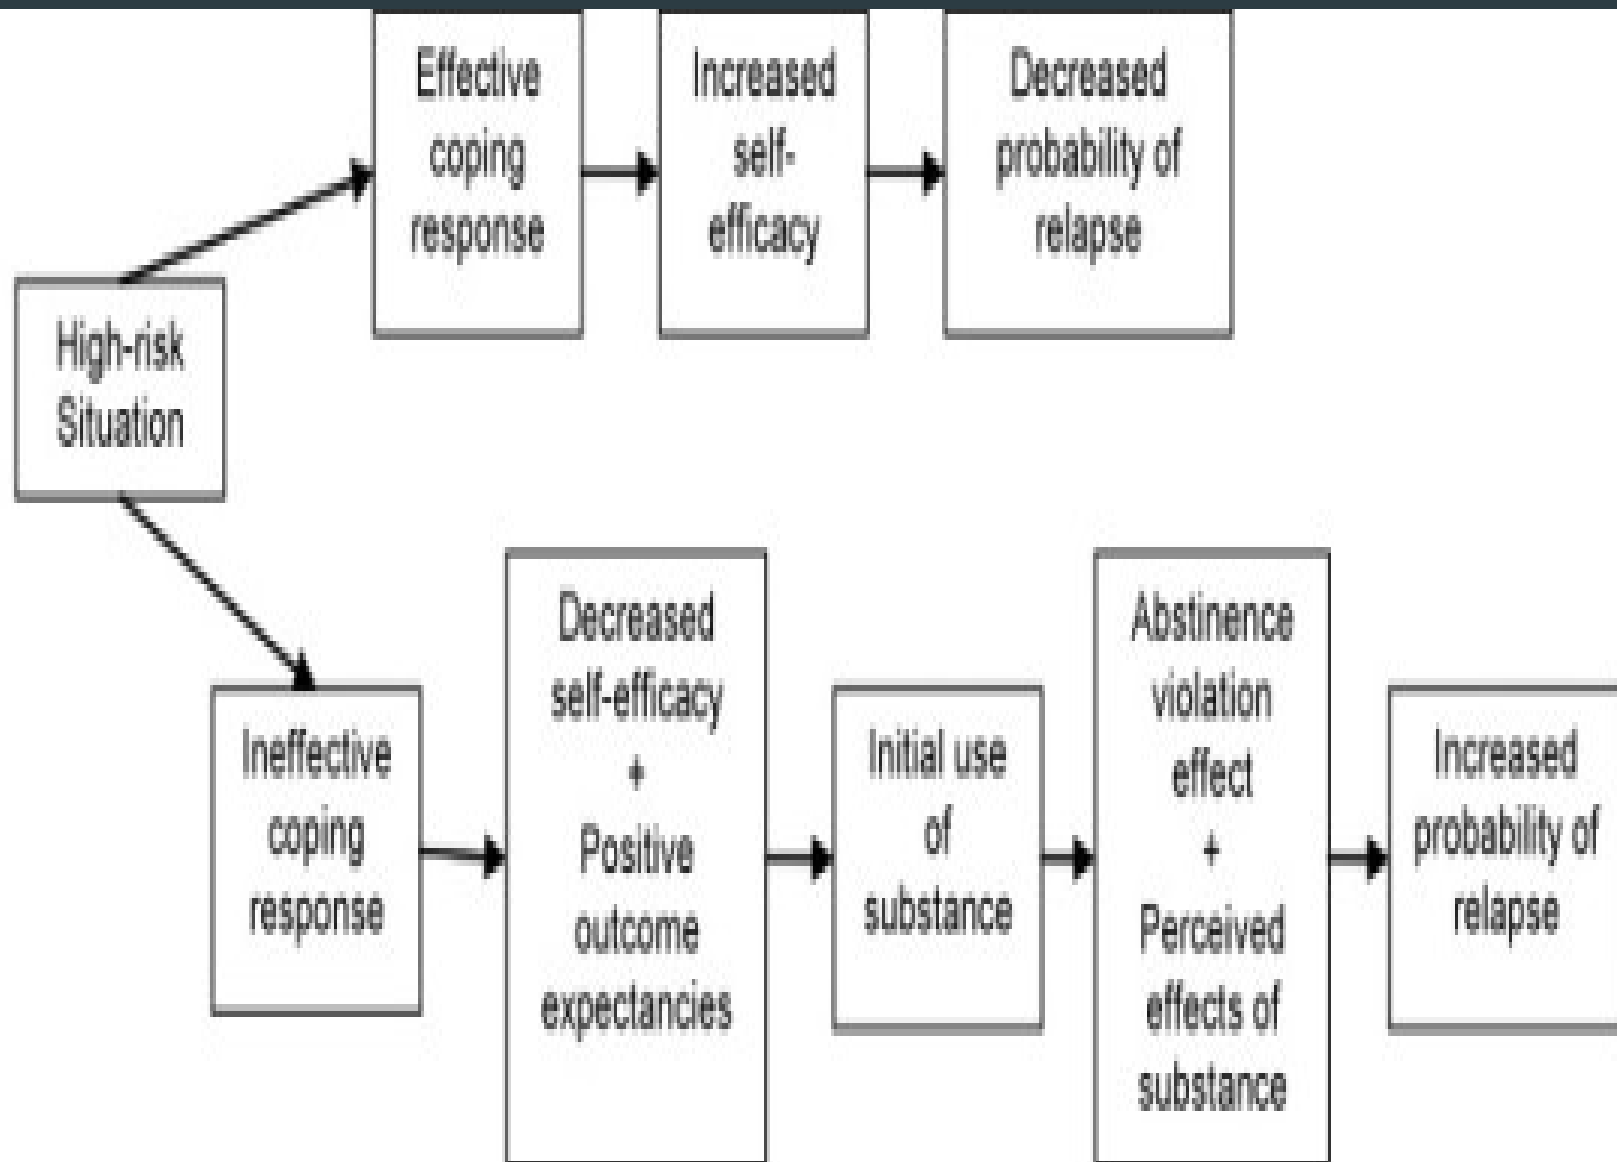 Effective
coping
response
Increased
self-
efficacy
Decreased
probability of
relapse
High-risk
Situation
Ineffective
coping
response
Decreased
self-efficacy
+
Positive
outcome
expectancies
Initial use
of
substance
Abstinence
violation
effect
+
Perceived
effects of
substance
Increased
probability of
relapse